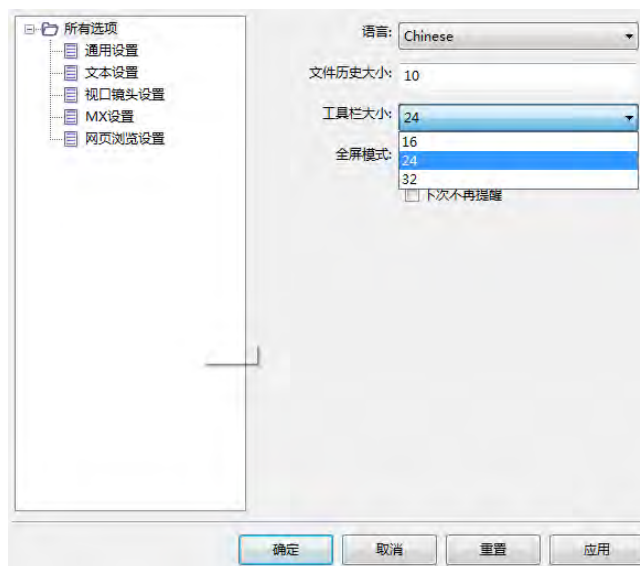 所有选项
通用设置
文本设置
视口镜头设置
MX设置
网页浏览设置
语言: Chinese
文件历史大小: 10
工具栏大小: 24
16
全屏模式: 24
32
下次不再提醒
确定 取消 重置 应用